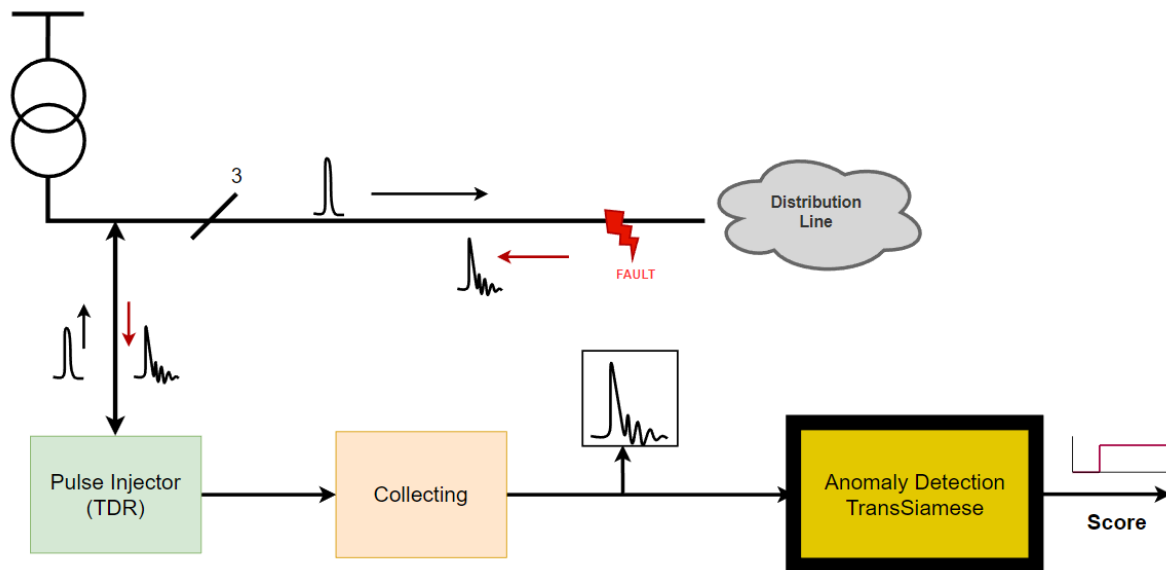 3
Distribution
Line
FAULT
Pulse Injector
(TDR)
Collecting
Anomaly Detection
TransSiamese
Score